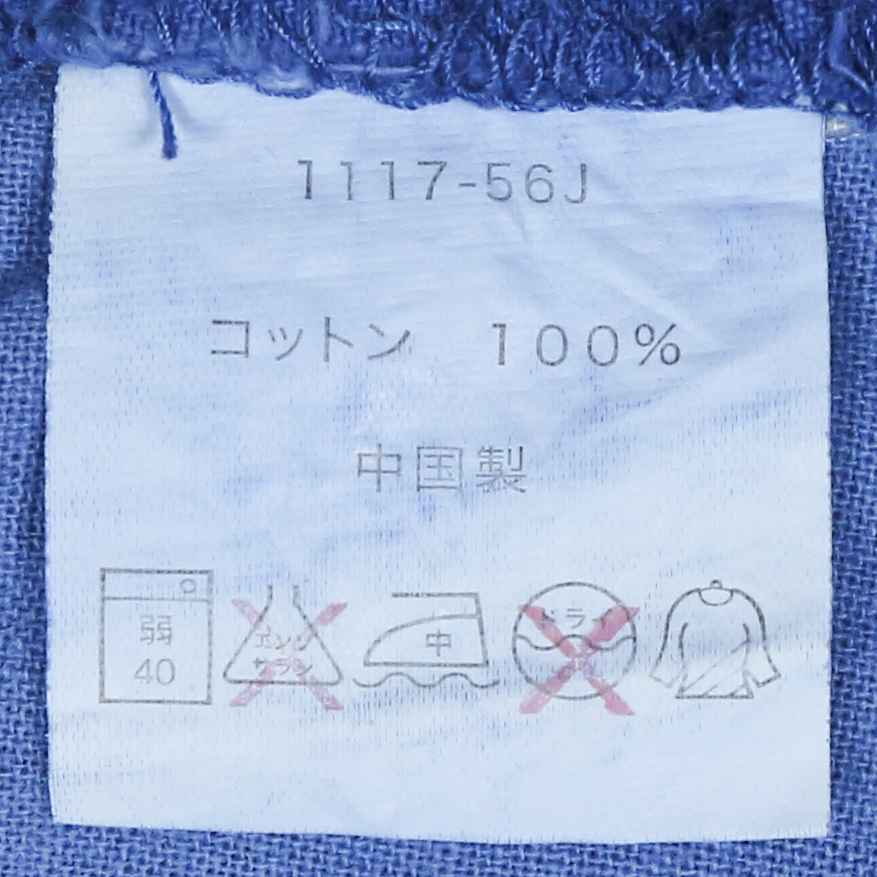 1117-56J
コットン 100%
中国製
弱
40
エンソ
サラシ
中
ドライ